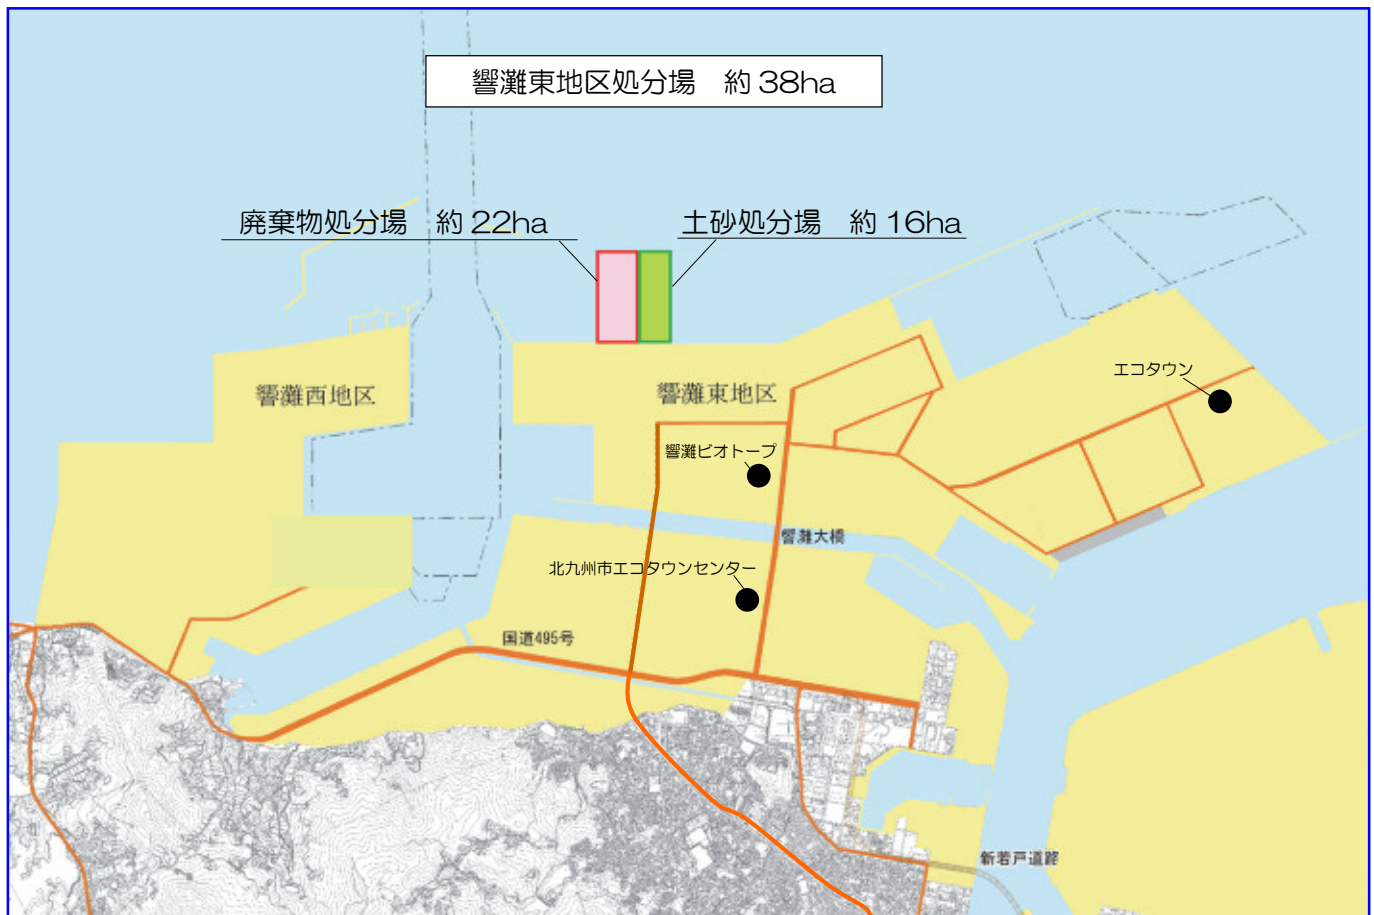 響灘東地区処分場　約 38ha
廃棄物処分場　約 22ha
土砂処分場　約 16ha
エコタウン
響灘西地区
響灘東地区
響灘ビオトープ
響灘大橋
北九州市エコタウンセンター
国道495号
新若戸道路